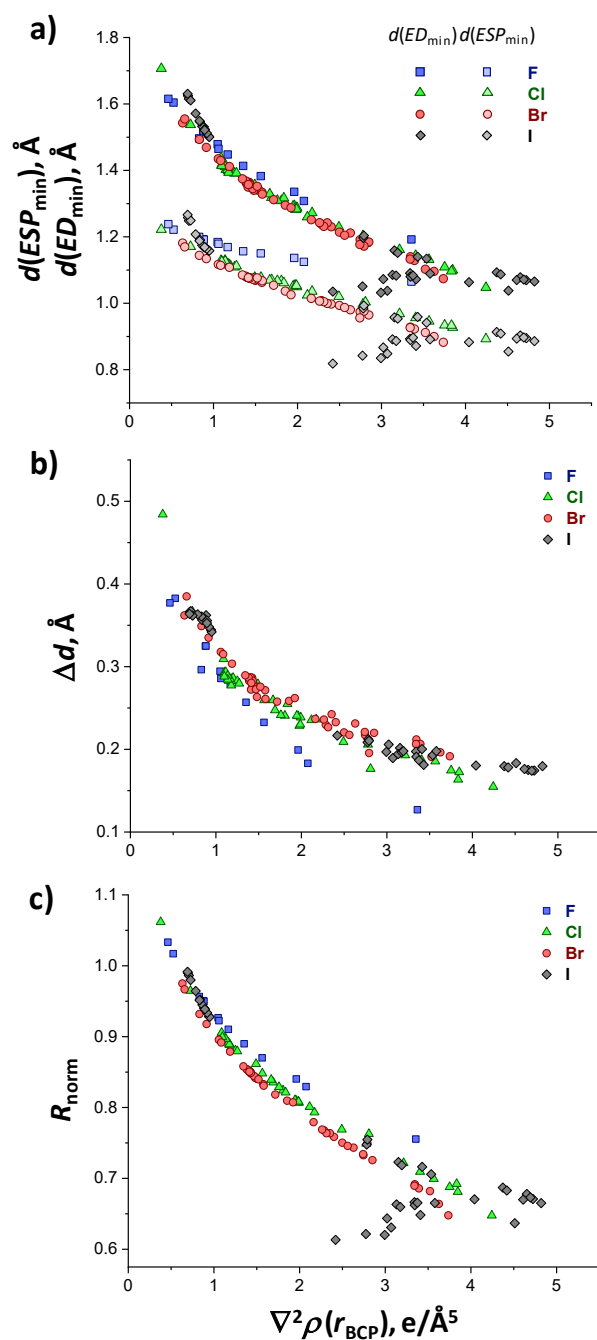 a)
d(ED_min) d(ESP_min)
F
Cl
Br
I
d(ESP_min), Å
d(ED_min), Å
1.8
1.6
1.4
1.2
1.0
0.8
0 1 2 3 4 5
b)
F
Cl
Br
I
Δd, Å
0.5
0.4
0.3
0.2
0.1
0 1 2 3 4 5
c)
F
Cl
Br
I
R_norm
1.1
1.0
0.9
0.8
0.7
0.6
0 1 2 3 4 5
∇²ρ(r_BCP), e/Å⁵